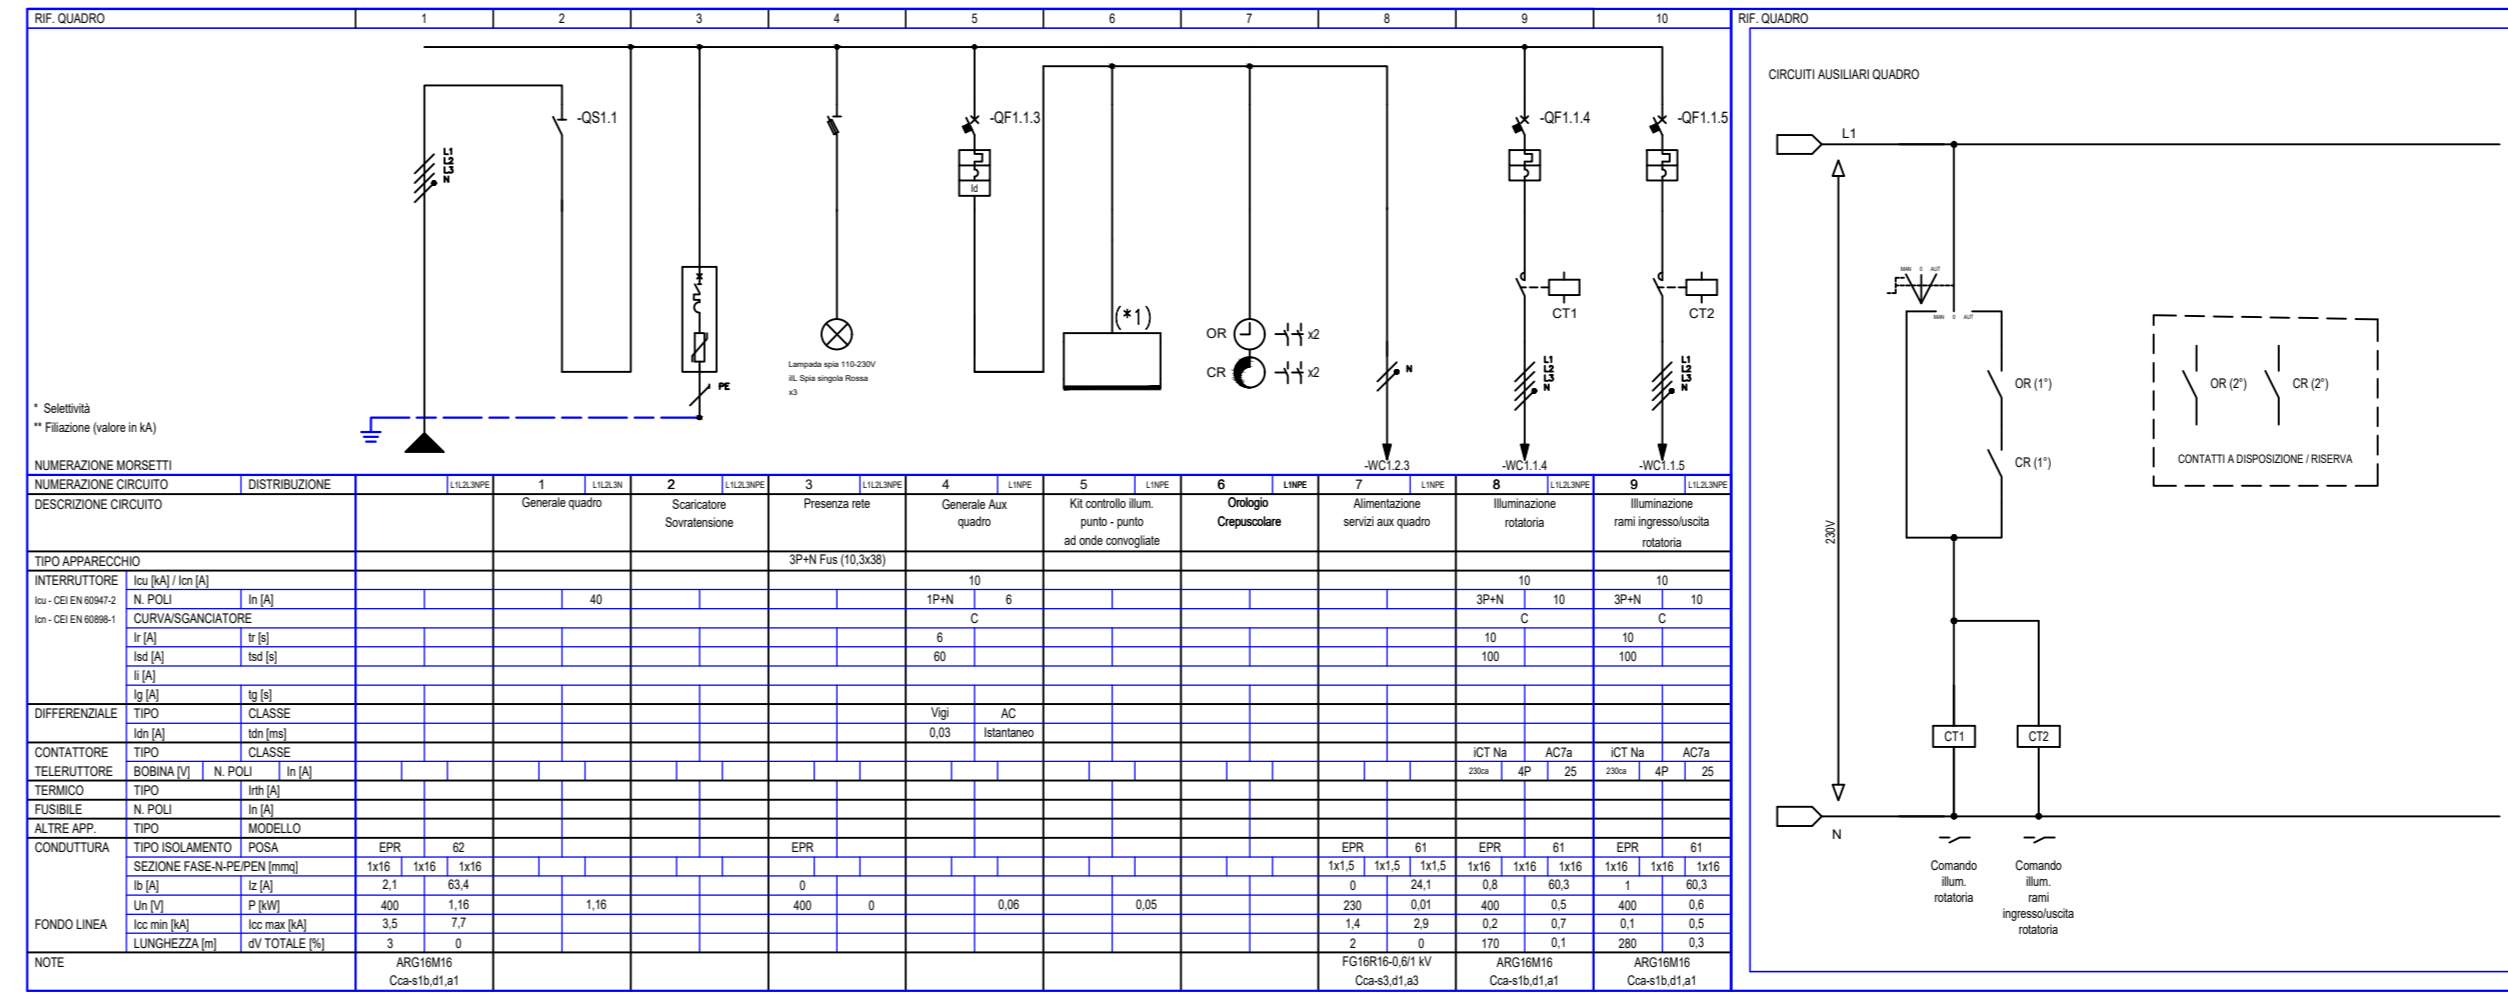 RIF. QUADRO 1 2 3 4 5 6 7 8 9 10
-QS1.1 -QF1.1.3 -QF1.1.4 -QF1.1.5
L1
L2
L3
N
Id
CT1 CT2
(*1)
OR x2
CR x2
Lampada spia 110-230V
iIL Spia singola Rossa
x3
PE
N
L1
L2
L3
N
L1
L2
L3
N
* Selettività
** Filiazione (valore in kA)
-WC1.2.3 -WC1.1.4 -WC1.1.5
NUMERAZIONE MORSETTI
NUMERAZIONE CIRCUITO DISTRIBUZIONE L1L2L3NPE 1 L1L2L3N 2 L1L2L3NPE 3 L1L2L3NPE 4 L1NPE 5 L1NPE 6 L1NPE 7 L1NPE 8 L1L2L3NPE 9 L1L2L3NPE
DESCRIZIONE CIRCUITO Generale quadro Scaricatore Presenza rete Generale Aux Kit controllo illum. Orologio Alimentazione Illuminazione Illuminazione
Sovratensione quadro punto - punto Crepuscolare servizi aux quadro rotatoria rami ingresso/uscita
ad onde convogliate rotatoria
TIPO APPARECCHIO 3P+N Fus (10,3x38)
INTERRUTTORE Icu [kA] / Icn [A] 10 10 10
Icu - CEI EN 60947-2 N. POLI In [A] 40 1P+N 6 3P+N 10 3P+N 10
Icn - CEI EN 60898-1 CURVA/SGANCIATORE C C C
Ir [A] tr [s] 6 10 10
Isd [A] tsd [s] 60 100 100
Ii [A]
Ig [A] tg [s]
DIFFERENZIALE TIPO CLASSE Vigi AC
Idn [A] tdn [ms] 0,03 Istantaneo
CONTATTORE TIPO CLASSE iCT Na AC7a iCT Na AC7a
TELERUTTORE BOBINA [V] N. POLI In [A] 230ca 4P 25 230ca 4P 25
TERMICO TIPO Irth [A]
FUSIBILE N. POLI In [A]
ALTRE APP. TIPO MODELLO
CONDUTTURA TIPO ISOLAMENTO POSA EPR 62 EPR EPR 61 EPR 61 EPR 61
SEZIONE FASE-N-PE/PEN [mmq] 1x16 1x16 1x16 1x1,5 1x1,5 1x1,5 1x16 1x16 1x16 1x16 1x16 1x16
Ib [A] Iz [A] 2,1 63,4 0 0 24,1 0,8 60,3 1 60,3
Un [V] P [kW] 400 1,16 1,16 400 0 0,06 0,05 230 0,01 400 0,5 400 0,6
FONDO LINEA Icc min [kA] Icc max [kA] 3,5 7,7 1,4 2,9 0,2 0,7 0,1 0,5
LUNGHEZZA [m] dV TOTALE [%] 3 0 2 0 170 0,1 280 0,3
NOTE ARG16M16 FG16R16-0,6/1 kV ARG16M16 ARG16M16
Cca-s1b,d1,a1 Cca-s3,d1,a3 Cca-s1b,d1,a1 Cca-s1b,d1,a1
RIF. QUADRO
CIRCUITI AUSILIARI QUADRO
L1
MAN 0 AUT
MAN 0 AUT
OR (1°)
CR (1°)
OR (2°) CR (2°)
CONTATTI A DISPOSIZIONE / RISERVA
230V
CT1 CT2
N
Comando
illum.
rotatoria
Comando
illum.
rami
ingresso/uscita
rotatoria